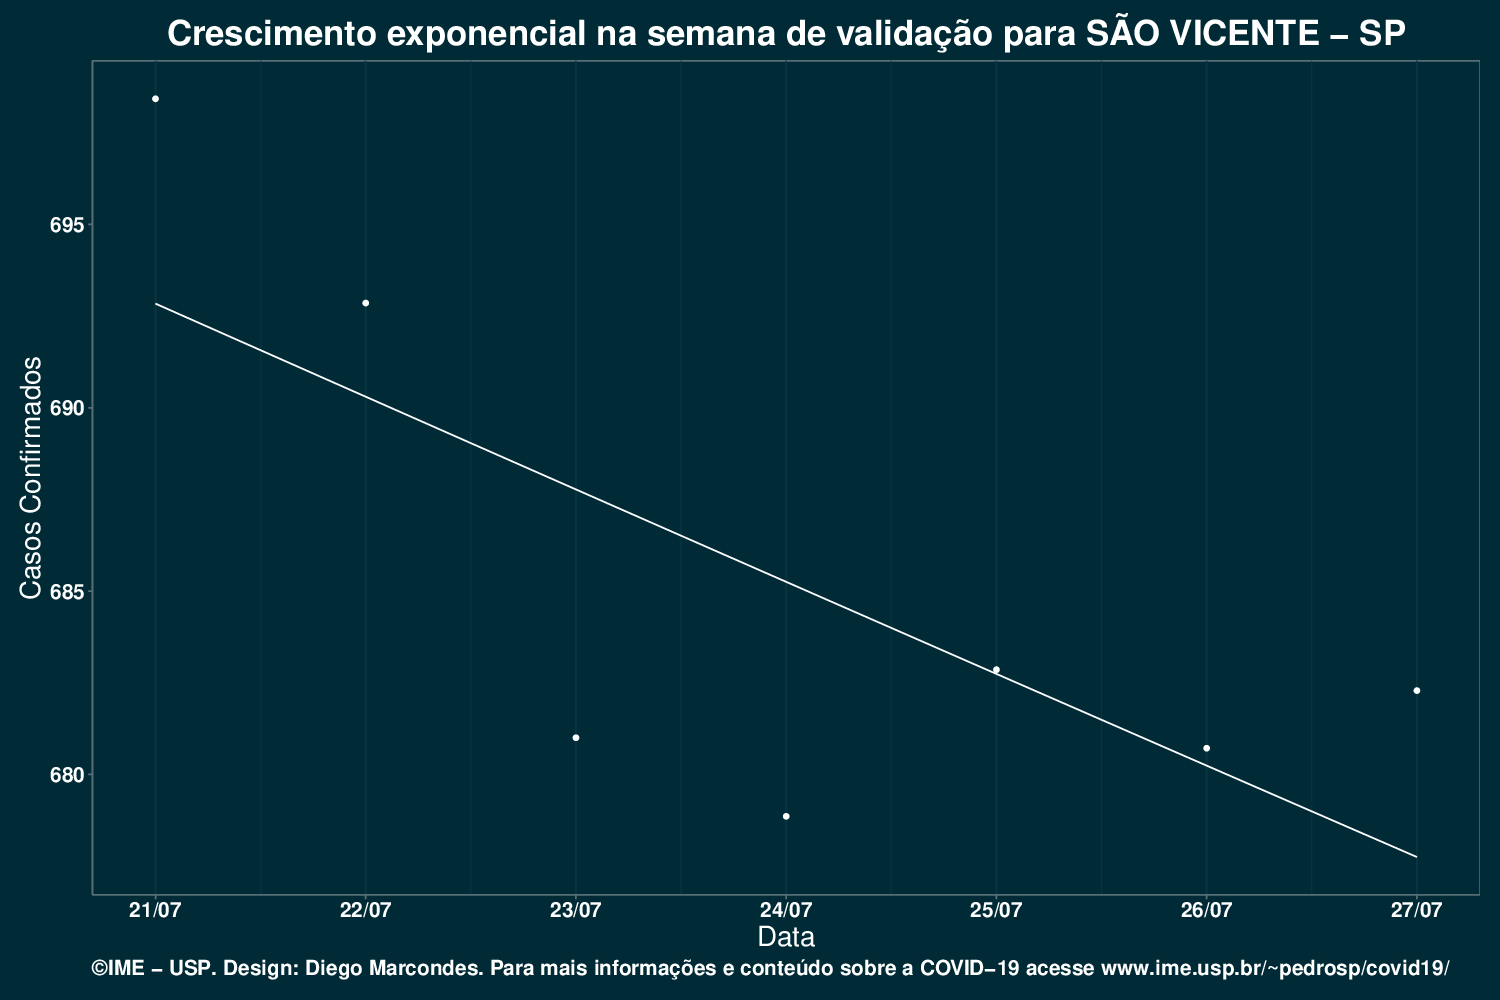 Crescimento exponencial na semana de validação para SÃO VICENTE – SP
Casos Confirmados
695
690
685
680
21/07 22/07 23/07 24/07 25/07 26/07 27/07
Data
©IME – USP. Design: Diego Marcondes. Para mais informações e conteúdo sobre a COVID–19 acesse www.ime.usp.br/~pedrosp/covid19/